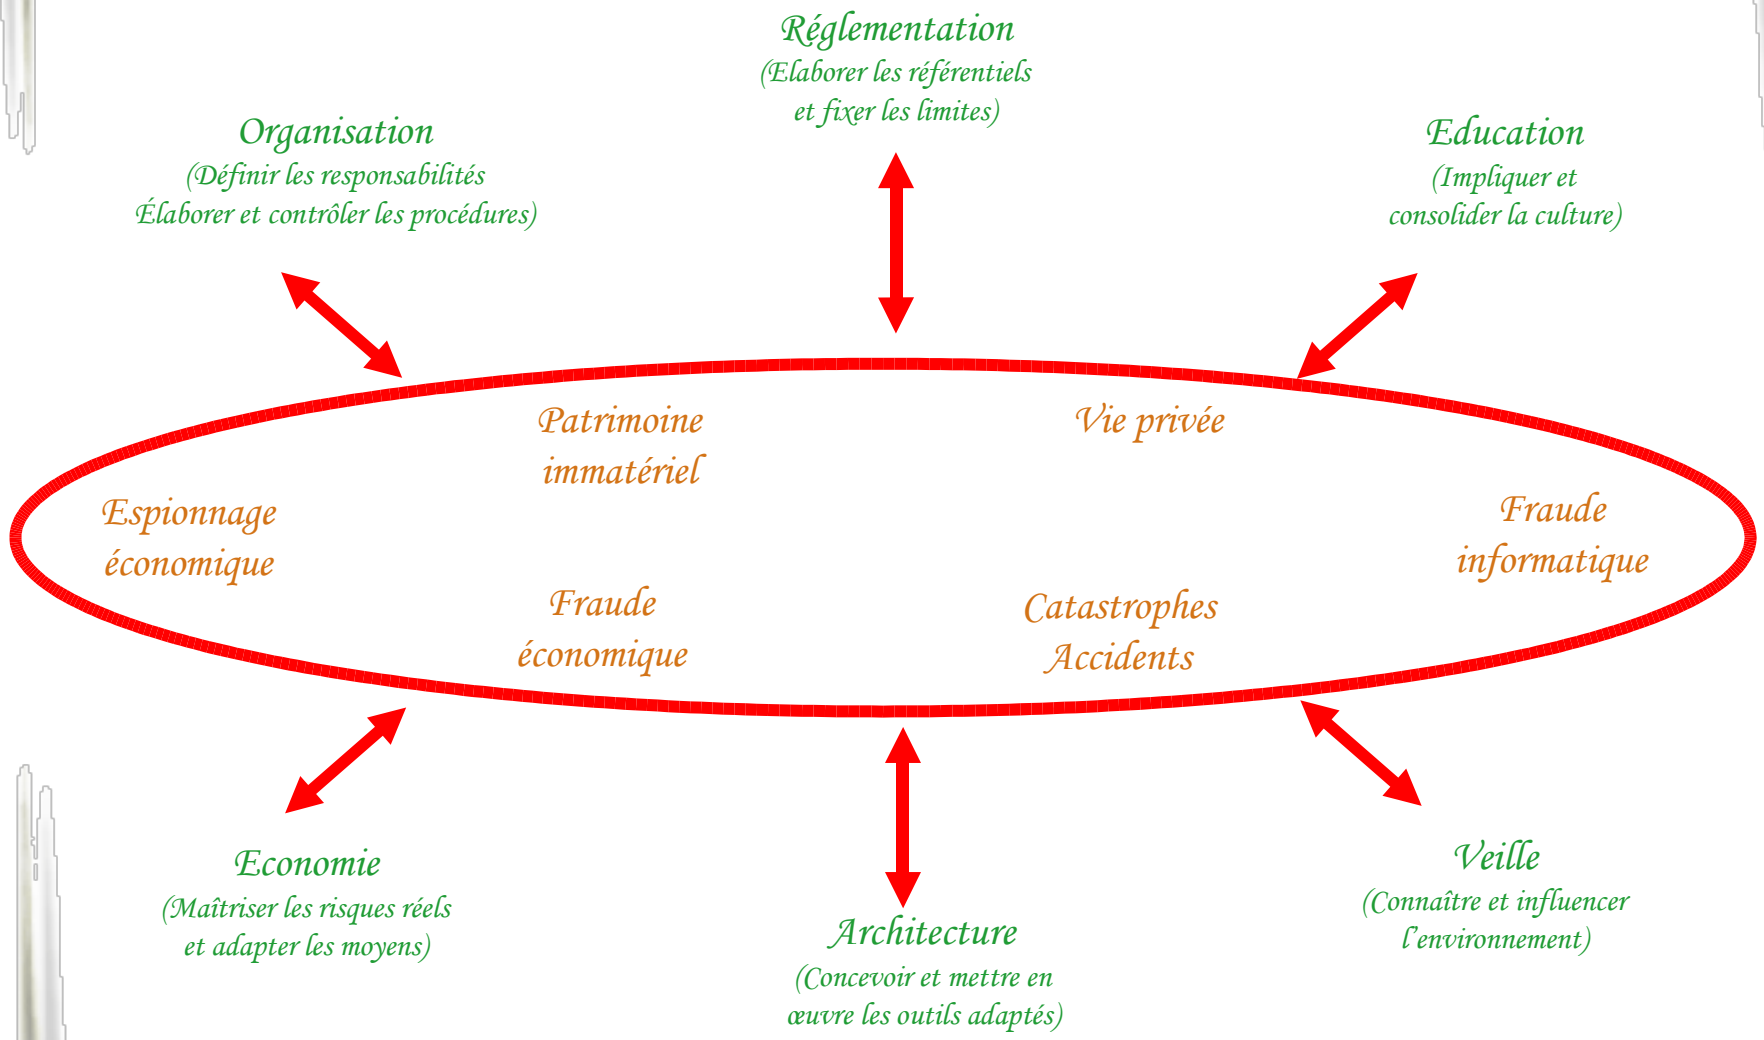 Réglementation
(Elaborer les référentiels
et fixer les limites)
Organisation
(Définir les responsabilités
Élaborer et contrôler les procédures)
Education
(Impliquer et
consolider la culture)
Patrimoine
immatériel
Vie privée
Espionnage
économique
Fraude
informatique
Fraude
économique
Catastrophes
Accidents
Economie
(Maîtriser les risques réels
et adapter les moyens)
Architecture
(Concevoir et mettre en
œuvre les outils adaptés)
Veille
(Connaître et influencer
l'environnement)